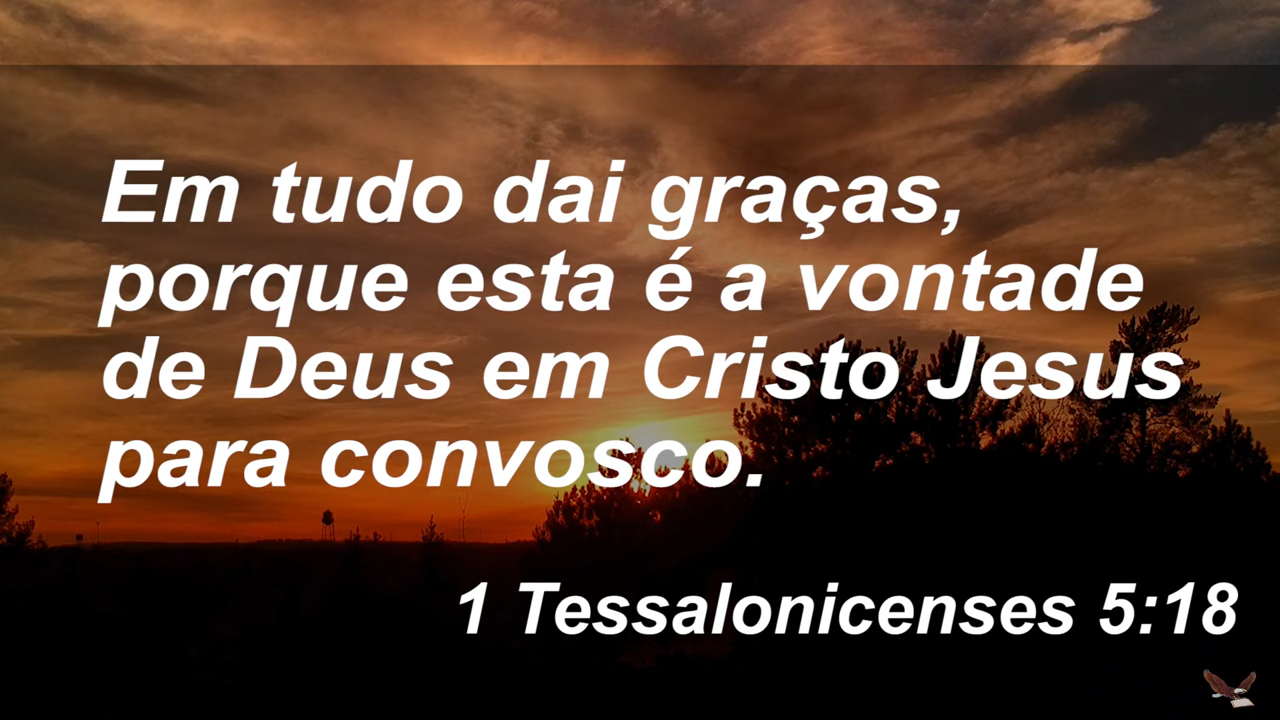 Em tudo dai graças,
porque esta é a vontade
de Deus em Cristo Jesus
para convosco.
1 Tessalonicenses 5:18